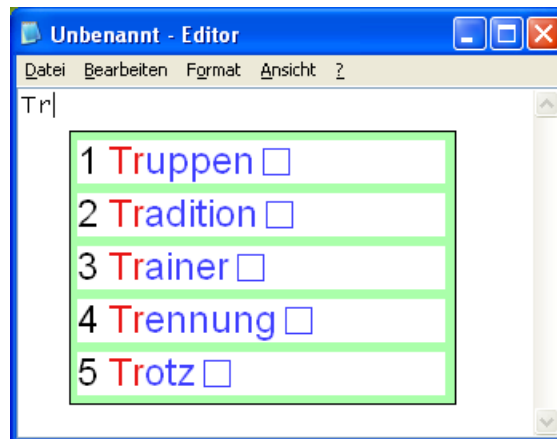 Unbenannt - Editor
Datei Bearbeiten Format Ansicht ?
Tr
1 Truppen
2 Tradition
3 Trainer
4 Trennung
5 Trotz